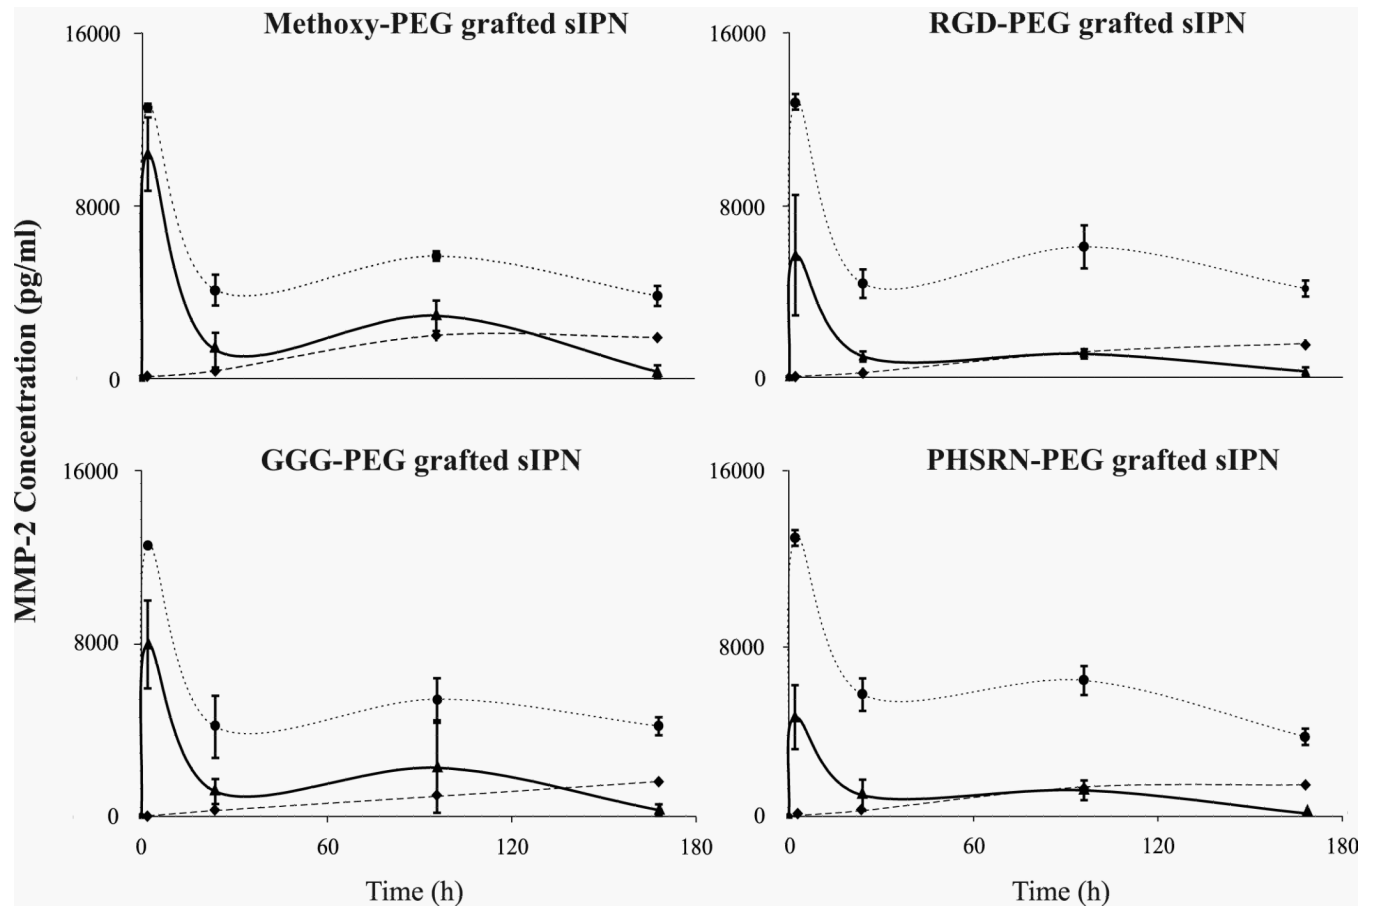 Methoxy-PEG grafted sIPN
16000
8000
0
RGD-PEG grafted sIPN
16000
8000
0
MMP-2 Concentration (pg/ml)
GGG-PEG grafted sIPN
16000
8000
0
0 60 120 180
Time (h)
PHSRN-PEG grafted sIPN
16000
8000
0
0 60 120 180
Time (h)